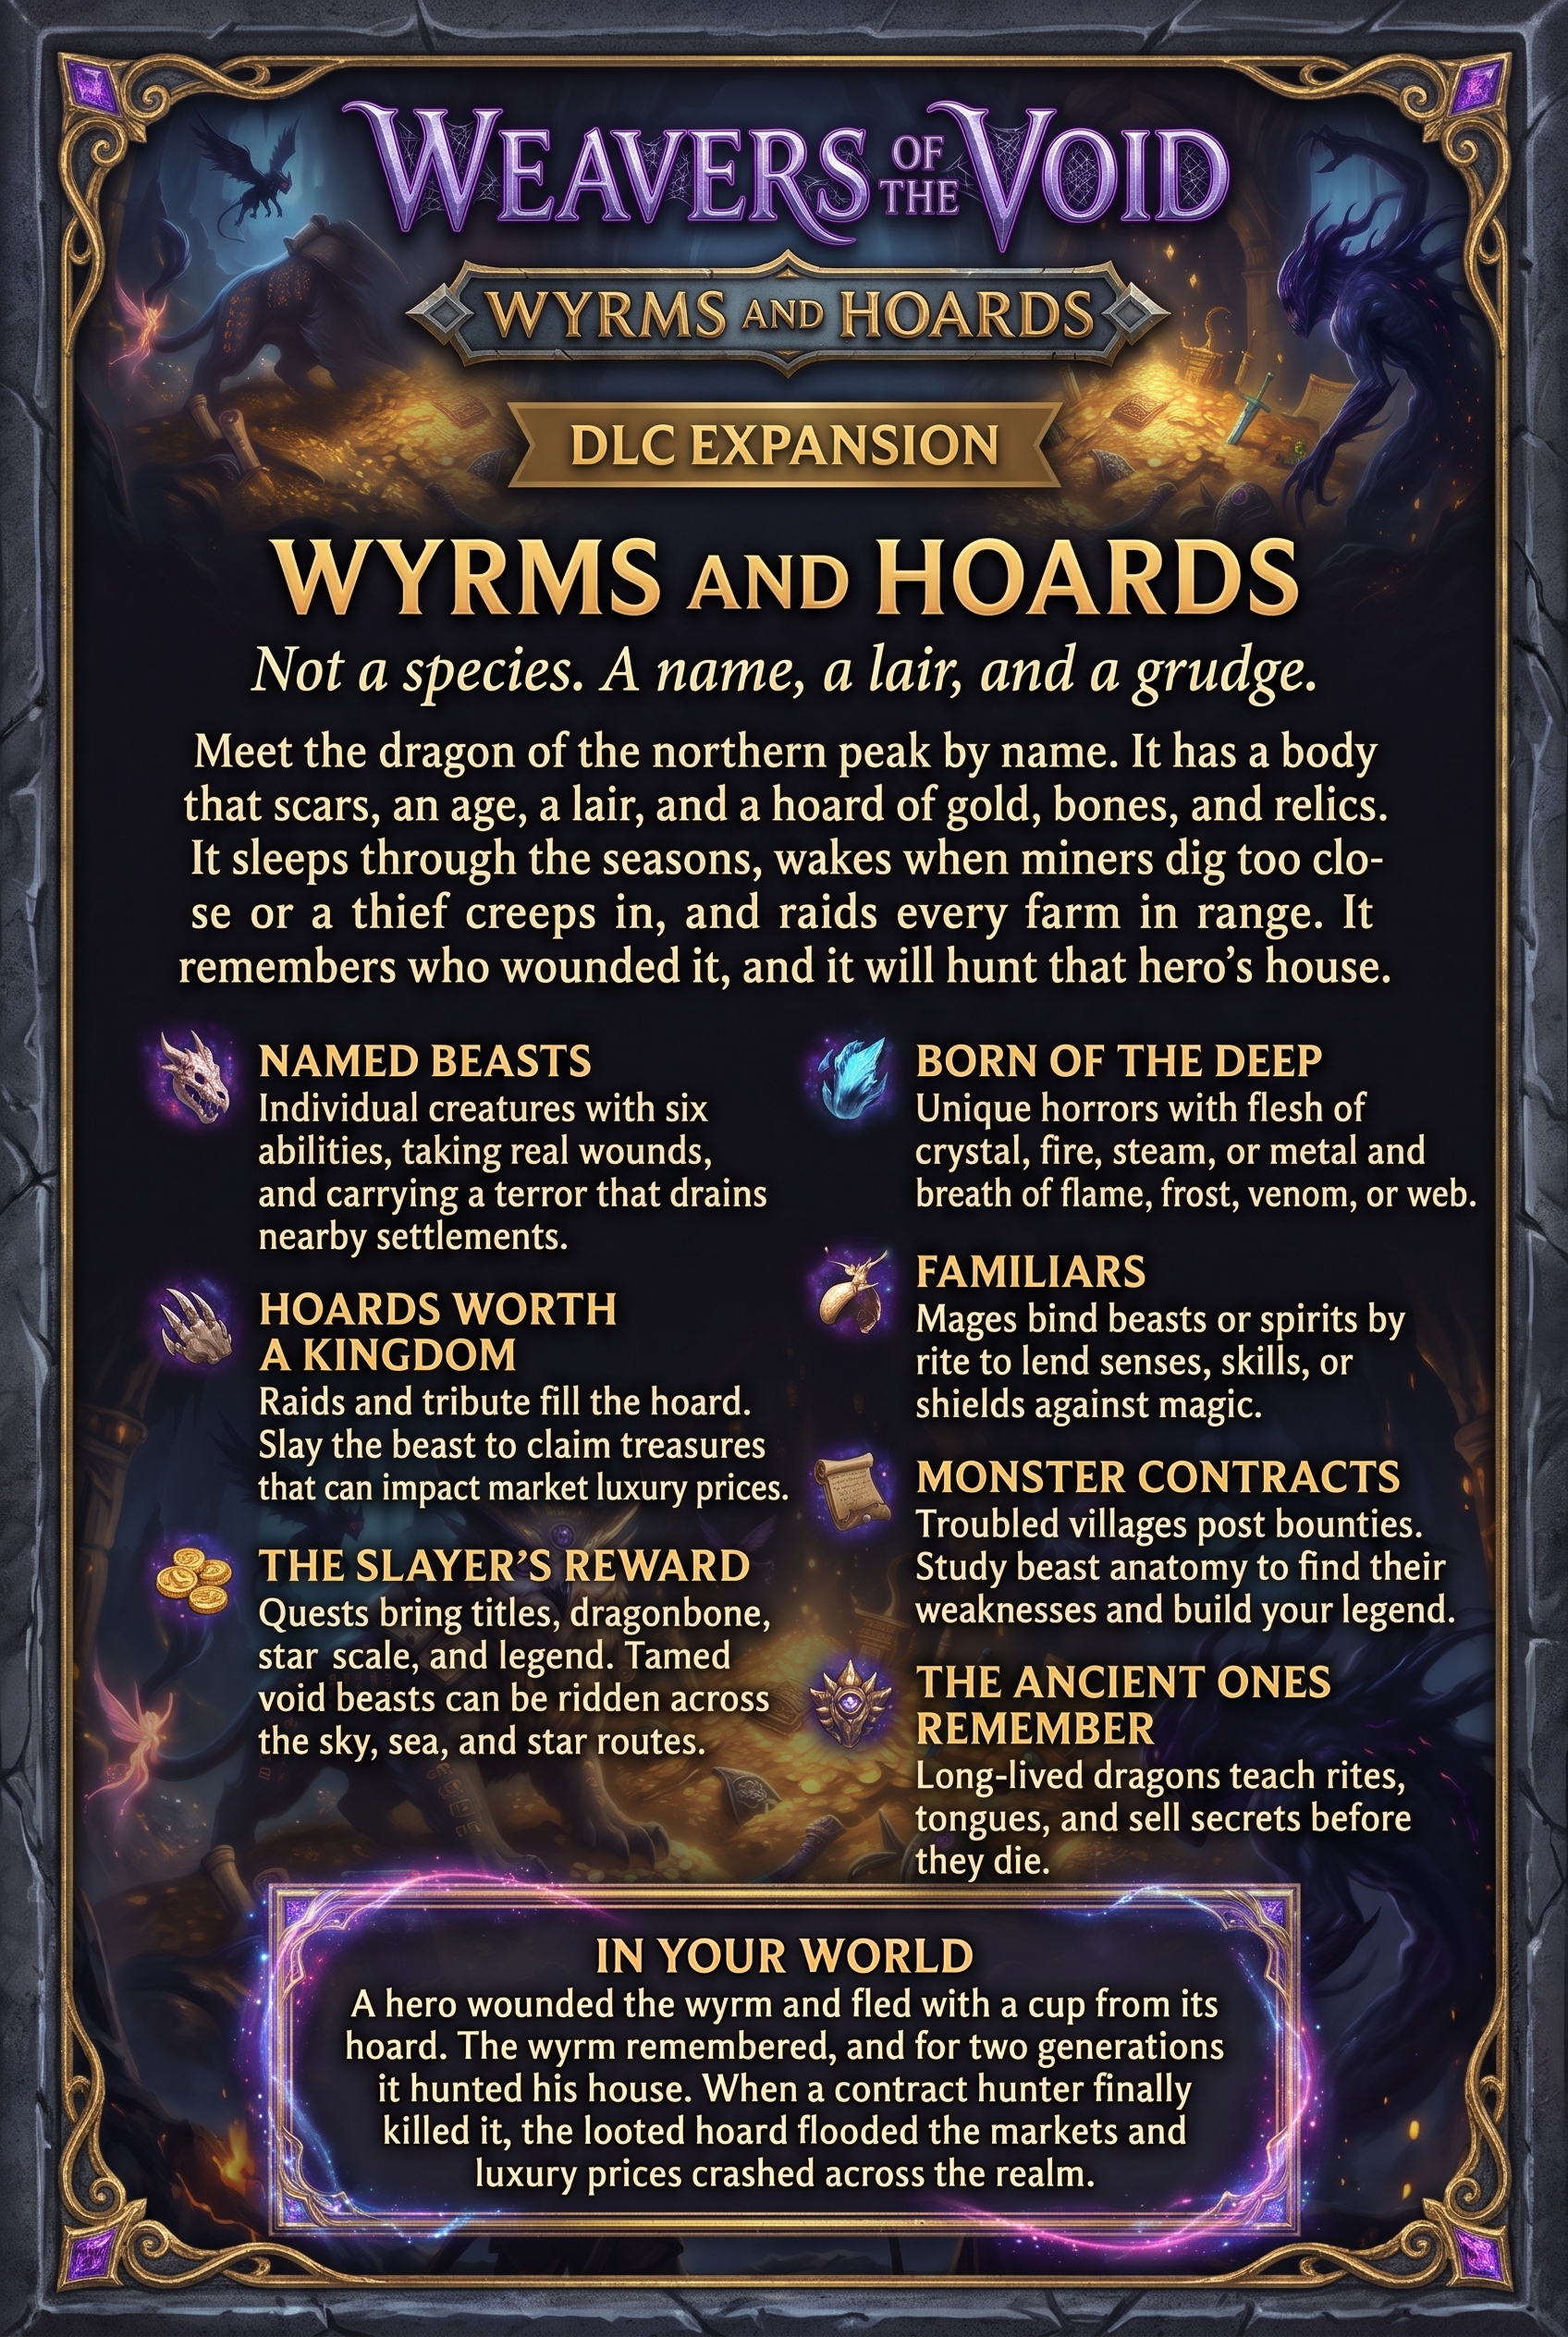 WEAVERS OF THE VOID
WYRMS AND HOARDS
DLC EXPANSION
WYRMS AND HOARDS
Not a species. A name, a lair, and a grudge.
Meet the dragon of the northern peak by name. It has a body
that scars, an age, a lair, and a hoard of gold, bones, and relics.
It sleeps through the seasons, wakes when miners dig too clo-
se or a thief creeps in, and raids every farm in range. It
remembers who wounded it, and it will hunt that hero’s house.
NAMED BEASTS
Individual creatures with six
abilities, taking real wounds,
and carrying a terror that drains
nearby settlements.
HOARDS WORTH
A KINGDOM
Raids and tribute fill the hoard.
Slay the beast to claim treasures
that can impact market luxury prices.
THE SLAYER’S REWARD
Quests bring titles, dragonbone,
star scale, and legend. Tamed
void beasts can be ridden across
the sky, sea, and star routes.
BORN OF THE DEEP
Unique horrors with flesh of
crystal, fire, steam, or metal and
breath of flame, frost, venom, or web.
FAMILIARS
Mages bind beasts or spirits by
rite to lend senses, skills, or
shields against magic.
MONSTER CONTRACTS
Troubled villages post bounties.
Study beast anatomy to find their
weaknesses and build your legend.
THE ANCIENT ONES
REMEMBER
Long-lived dragons teach rites,
tongues, and sell secrets before
they die.
IN YOUR WORLD
A hero wounded the wyrm and fled with a cup from its
hoard. The wyrm remembered, and for two generations
it hunted his house. When a contract hunter finally
killed it, the looted hoard flooded the markets and
luxury prices crashed across the realm.